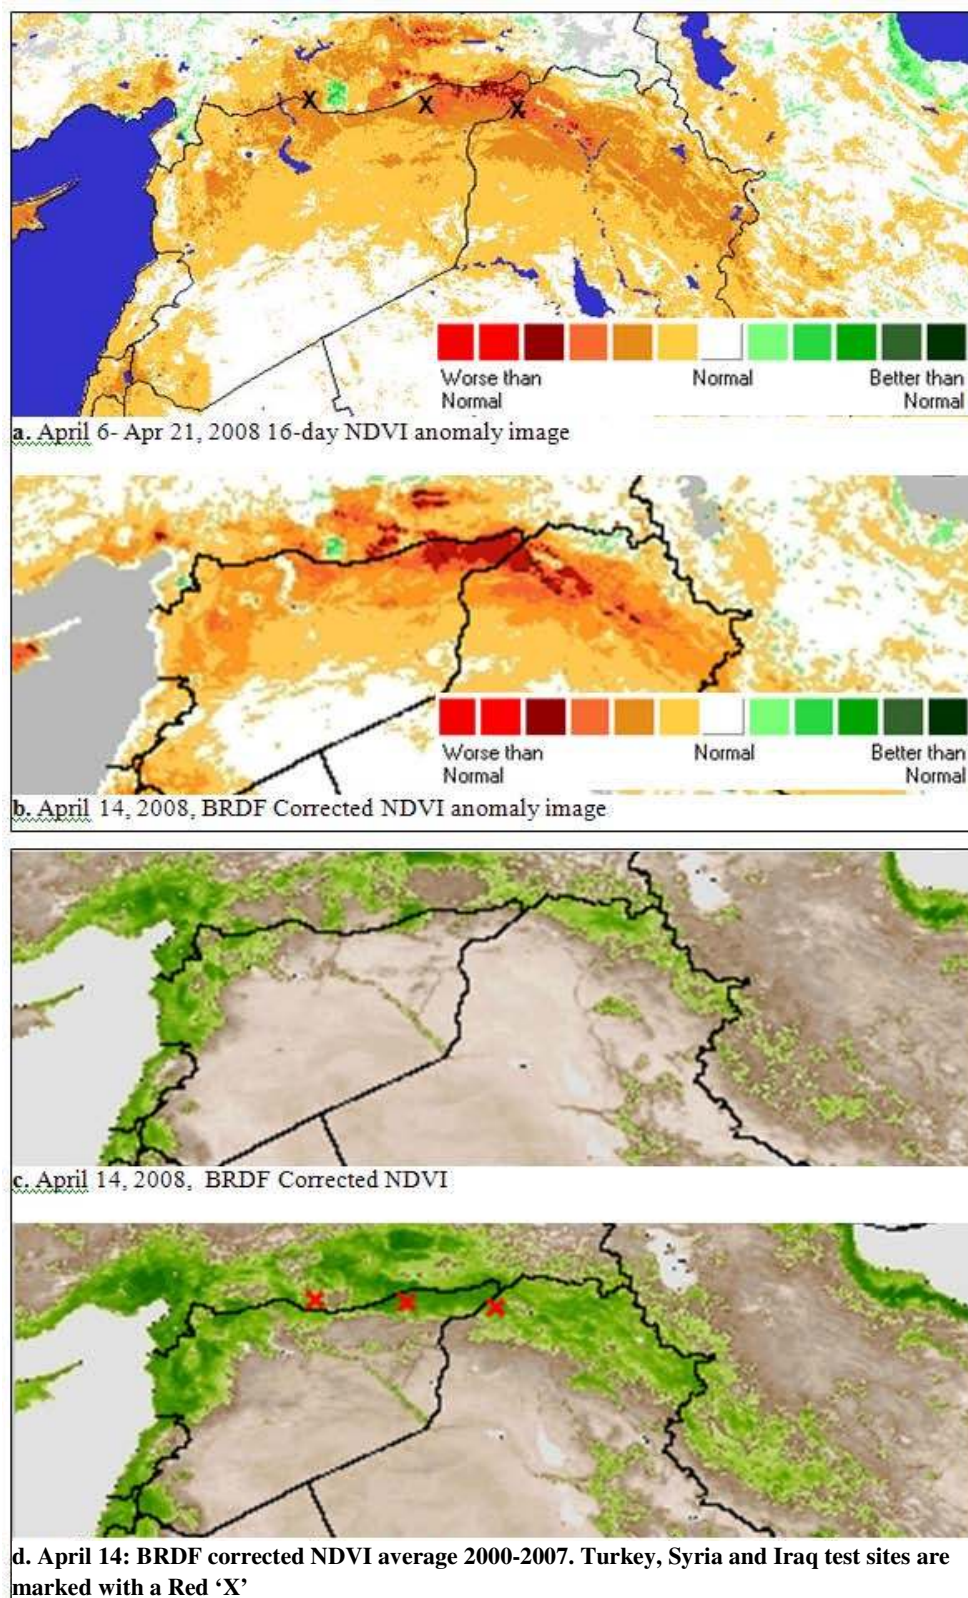 X X X
Worse than Normal Better than
Normal Normal
a. April 6- Apr 21, 2008 16-day NDVI anomaly image
Worse than Normal Better than
Normal Normal
b. April 14, 2008, BRDF Corrected NDVI anomaly image
c. April 14, 2008, BRDF Corrected NDVI
X X X
d. April 14: BRDF corrected NDVI average 2000-2007. Turkey, Syria and Iraq test sites are
marked with a Red ‘X’